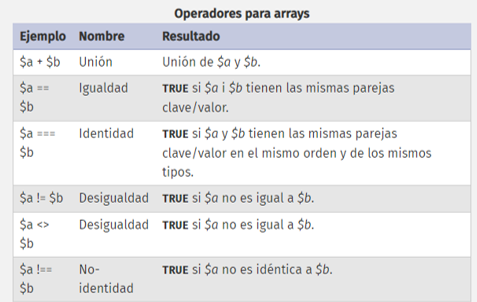 Operadores para arrays
Ejemplo Nombre Resultado
$a + $b Unión Unión de $a y $b.
$a == Igualdad TRUE si $a i $b tienen las mismas parejas
$b clave/valor.
$a === Identidad TRUE si $a y $b tienen las mismas parejas
$b clave/valor en el mismo orden y de los mismos
tipos.
$a != $b Desigualdad TRUE si $a no es igual a $b.
$a <> Desigualdad TRUE si $a no es igual a $b.
$b
$a !== No- TRUE si $a no es idéntica a $b.
$b identidad